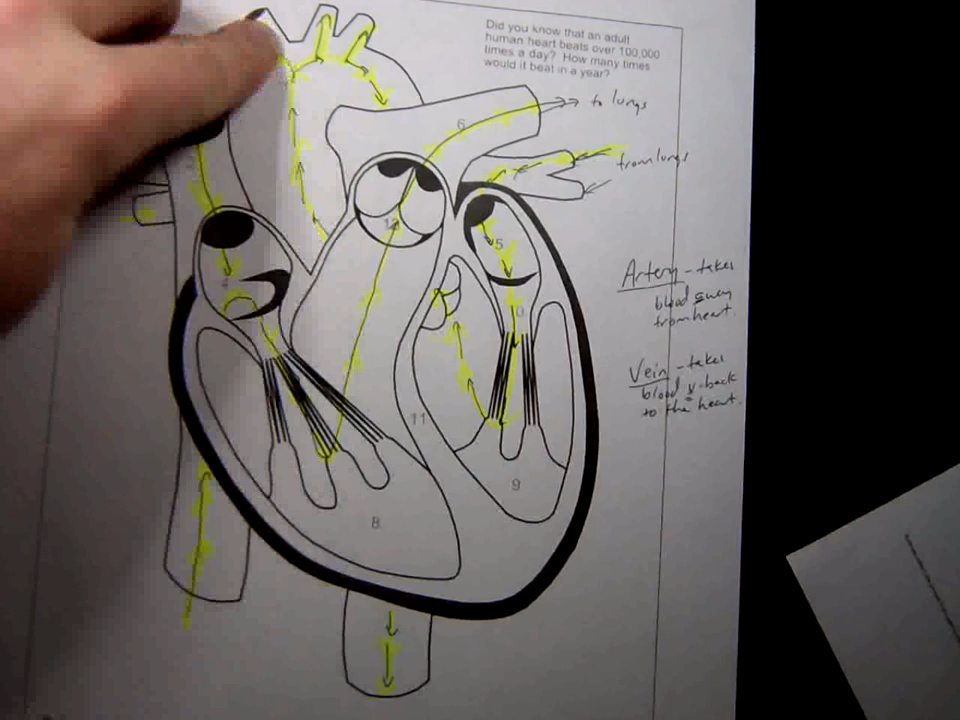 Did you know that an adult
human heart beats over 100,000
times a day? How many times
would it beat in a year?
to lungs
6
from lungs
5
Artery - takes
blood away
from heart.
Vein - takes
blood back
to the heart.
11
9
8